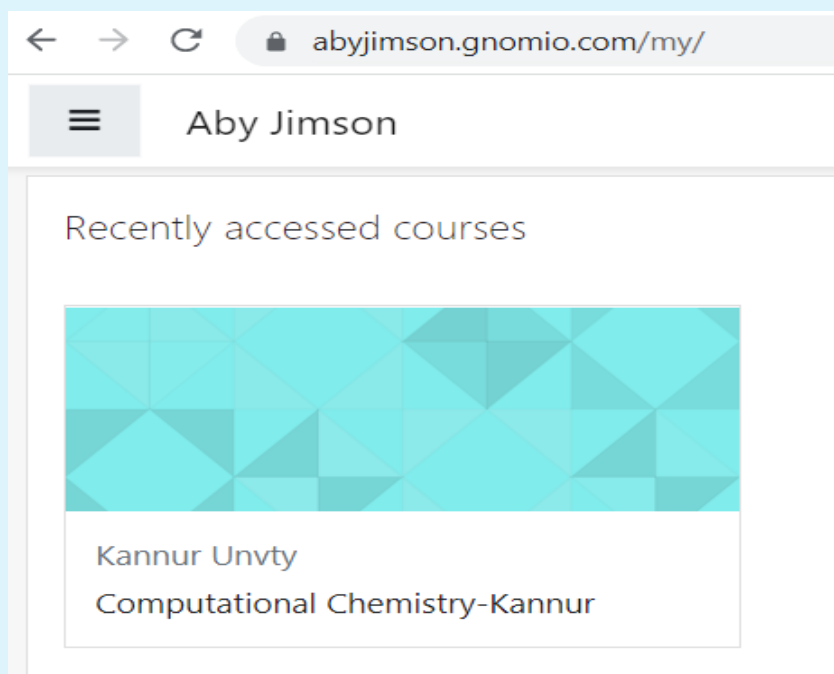 abyjimson.gnomio.com/my/
Aby Jimson
Recently accessed courses
Kannur Unvty
Computational Chemistry-Kannur